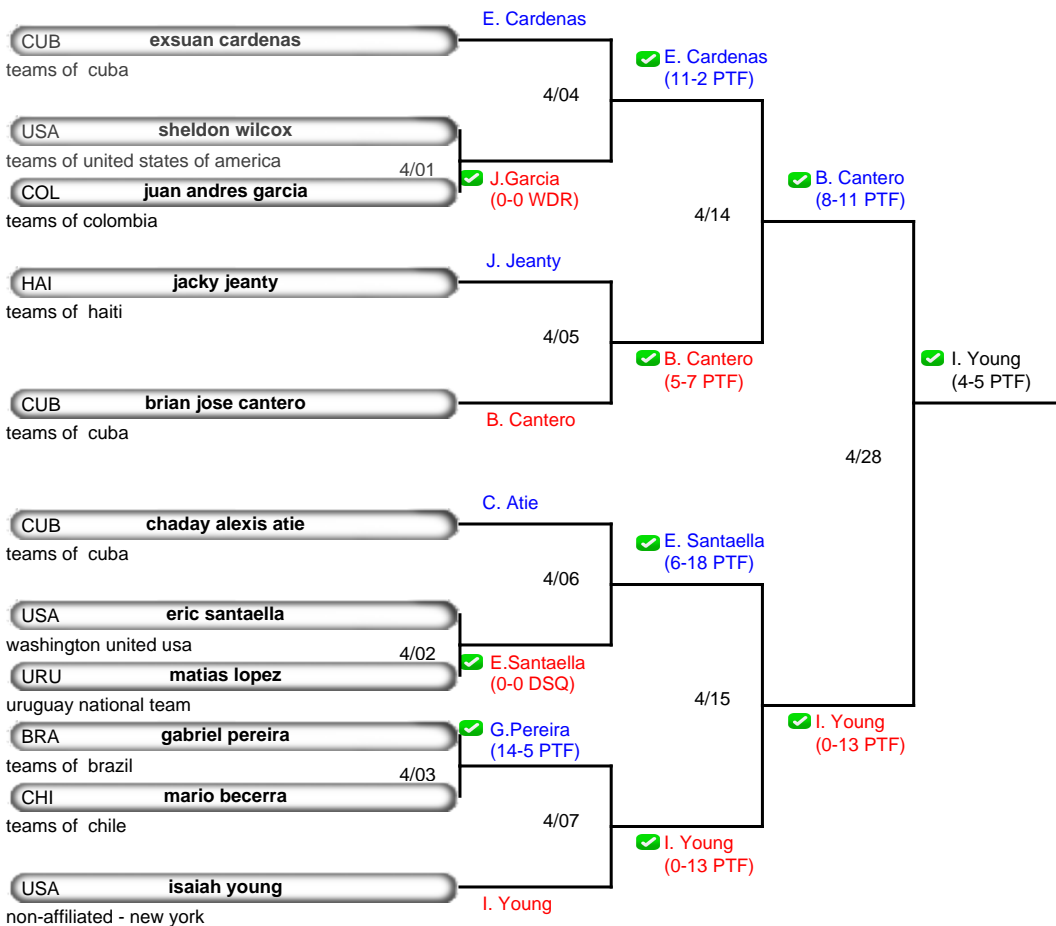 E. Cardenas
CUB exsuan cardenas
teams of  cuba
E. Cardenas
(11-2 PTF)
4/04
USA sheldon wilcox
teams of united states of america
4/01
J.Garcia
(0-0 WDR)
COL juan andres garcia
teams of colombia
B. Cantero
(8-11 PTF)
4/14
J. Jeanty
HAI jacky jeanty
teams of  haiti
4/05
B. Cantero
(5-7 PTF)
I. Young
(4-5 PTF)
CUB brian jose cantero
B. Cantero
teams of  cuba
4/28
C. Atie
CUB chaday alexis atie
teams of  cuba
E. Santaella
(6-18 PTF)
4/06
USA eric santaella
washington united usa
4/02
E.Santaella
(0-0 DSQ)
URU matias lopez
uruguay national team
4/15
I. Young
(0-13 PTF)
BRA gabriel pereira
G.Pereira
(14-5 PTF)
teams of  brazil
4/03
CHI mario becerra
teams of  chile
4/07
I. Young
(0-13 PTF)
USA isaiah young
I. Young
non-affiliated - new york